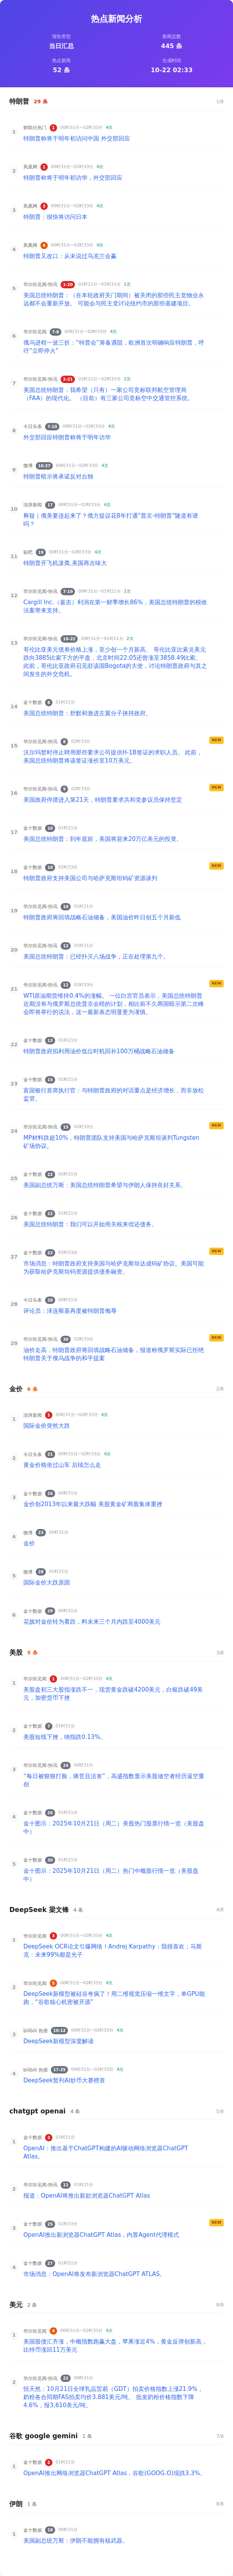 热点新闻分析
报告类型
当日汇总
新闻总数
445 条
热点新闻
52 条
生成时间
10-22 02:33
特朗普 29 条 1/8
1
财联社热门 1 00时31分~02时33分 4次
特朗普称将于明年初访问中国 外交部回应
2
凤凰网 1 00时31分~02时33分 4次
特朗普称将于明年初访华，外交部回应
3
凤凰网 3 00时31分~02时33分 4次
特朗普：很快将访问日本
4
凤凰网 4 00时31分~02时33分 4次
特朗普又改口：从未说过乌克兰会赢
5
华尔街见闻-快讯 1-20 01时21分~02时33分 2次
美国总统特朗普：（在本轮政府关门期间）被关闭的那些民主党物业永
远都不会重新开放。 可能会与民主党讨论纽约市的那些基建项目。
6
华尔街见闻 7-8 00时31分~02时33分 4次
俄乌进程一波三折：“特普会”筹备遇阻，欧洲首次明确响应特朗普，呼
吁“立即停火”
7
华尔街见闻-快讯 2-21 01时21分~02时33分 2次
美国总统特朗普：我希望（只有）一家公司竞标联邦航空管理局
（FAA）的现代化。 （目前）有三家公司竞标空中交通管控系统。
8
今日头条 7-10 00时31分~02时33分 4次
外交部回应特朗普称将于明年访华
9
微博 10-27 00时31分~02时33分 4次
特朗普暗示将承诺反对台独
10
澎湃新闻 17 00时31分~02时33分 4次
释疑｜俄美要连起来了？俄方提议花8年打通“普京-特朗普”隧道有谱
吗？
11
贴吧 19 00时31分~02时33分 4次
特朗普开飞机泼粪,美国再次味大
12
华尔街见闻-快讯 7-19 01时21分~02时33分 2次
Cargill Inc.（嘉吉）利润在第一财季增长86%，美国总统特朗普的税收
法案带来支持。
13
华尔街见闻-快讯 10-22 00时31分~01时21分 2次
哥伦比亚美元债券价格上涨，至少创一个月新高。 哥伦比亚比索兑美元
跌向3885比索下方的平盘，北京时间22:05还曾涨至3858.49比索。
此前，哥伦比亚政府召见驻该国Bogota的大使，讨论特朗普政府与其之
间发生的外交危机。
14
金十数据 8 01时21分
美国总统特朗普：舒默和激进左翼分子挟持政府。
15
华尔街见闻-快讯 8 02时33分 NEW
沃尔玛暂时停止聘用那些要求公司提供H-1B签证的求职人员。 此前，
美国总统特朗普将该签证涨价至10万美元。
16
华尔街见闻-快讯 9 02时33分 NEW
美国政府停摆进入第21天，特朗普要求共和党参议员保持坚定
17
金十数据 10 01时21分
美国总统特朗普：到年底前，美国将迎来20万亿美元的投资。
18
金十数据 10 02时33分 NEW
特朗普政府支持美国公司与哈萨克斯坦钨矿资源谈判
19
华尔街见闻-快讯 10 01时21分
特朗普政府将回填战略石油储备，美国油价昨日创五个月新低
20
华尔街见闻-快讯 12 01时21分
美国总统特朗普：已经扑灭八场战争，正在处理第九个。
21
华尔街见闻-快讯 12 02时33分 NEW
WTI原油期货维持0.4%的涨幅。 一位白宫官员表示，美国总统特朗普
近期没有与俄罗斯总统普京会晤的计划，相比前不久两国暗示第二次峰
会即将举行的说法，这一最新表态明显更为谨慎。
22
金十数据 13 01时21分
特朗普政府拟利用油价低位时机回补100万桶战略石油储备
23
金十数据 15 01时21分
富国银行首席执行官：与特朗普政府的对话重点是经济增长，而非放松
监管。
24
华尔街见闻-快讯 15 02时33分 NEW
MP材料跌超10%，特朗普团队支持美国与哈萨克斯坦谈判Tungsten
矿场协议。
25
金十数据 22 00时31分
美国副总统万斯：美国总统特朗普希望与伊朗人保持良好关系。
26
金十数据 22 01时21分
美国总统特朗普：我们可以开始用关税来偿还债务。
27
金十数据 22 02时33分 NEW
市场消息：特朗普政府支持美国与哈萨克斯坦达成钨矿协议。美国可能
为获取哈萨克斯坦钨资源提供债务融资。
28
今日头条 28 00时31分
评论员：泽连斯基再度被特朗普侮辱
29
华尔街见闻-快讯 30 02时33分 NEW
油价走高，特朗普政府将回填战略石油储备，报道称俄罗斯实际已拒绝
特朗普关于俄乌战争的和平提案
金价 6 条 2/8
1
澎湃新闻 1 00时31分~02时33分 4次
国际金价突然大跌
2
今日头条 21 00时31分~02时33分 4次
黄金价格坐过山车 后续怎么走
3
金十数据 16 00时31分
金价创2013年以来最大跌幅 美股黄金矿商股集体重挫
4
微博 23 00时31分
金价
5
微博 26 01时21分
国际金价大跌原因
6
金十数据 28 00时31分
花旗对金价转为看跌，料未来三个月内跌至4000美元
美股 5 条 3/8
1
华尔街见闻 1 00时31分~02时33分 4次
美股盘初三大股指涨跌不一，现货黄金跌破4200美元，白银跌破49美
元，加密货币下挫
2
金十数据 7 01时21分
美股短线下挫，纳指跌0.13%。
3
华尔街见闻-快讯 24 00时31分
“每日被狠狠打脸，痛苦且沮丧”，高盛指数显示美股做空者经历逼空重
创
4
金十数据 26 01时21分
金十图示：2025年10月21日（周二）美股热门股票行情一览（美股盘
中）
5
金十数据 30 01时21分
金十图示：2025年10月21日（周二）热门中概股行情一览（美股盘
中）
DeepSeek 梁文锋 4 条 4/8
1
华尔街见闻 2 00时31分~02时33分 4次
DeepSeek OCR论文引爆网络！Andrej Karpathy：我很喜欢；马斯
克：未来99%都是光子
2
华尔街见闻 5 00时31分~02时33分 4次
DeepSeek新模型被硅谷夸疯了！用二维视觉压缩一维文字，单GPU能
跑，“谷歌核心机密被开源”
3
bilibili 热搜 10-12 00时31分~02时33分 4次
DeepSeek新模型深度解读
4
bilibili 热搜 17-25 00时31分~02时33分 4次
DeepSeek暂列AI炒币大赛榜首
chatgpt openai 4 条 5/8
1
金十数据 3 01时21分
OpenAI：推出基于ChatGPT构建的AI驱动网络浏览器ChatGPT
Atlas。
2
华尔街见闻-快讯 11 01时21分
报道：OpenAI将推出新款浏览器ChatGPT Atlas
3
金十数据 25 02时33分 NEW
OpenAI推出新浏览器ChatGPT Atlas，内置Agent代理模式
4
金十数据 27 01时21分
市场消息：OpenAI将发布新浏览器ChatGPT ATLAS。
美元 2 条 6/8
1
华尔街见闻 4 00时31分~02时33分 4次
美国股债汇齐涨，中概指数跑赢大盘，苹果涨近4%，黄金反弹创新高，
比特币涨回11万美元
2
华尔街见闻-快讯 22 00时31分
恒天然：10月21日全球乳品贸易（GDT）拍卖价格指数上涨21.9%，
奶粉各合同期FAS拍卖均价3.881美元/吨。 批发奶粉价格指数下降
4.6%，报3,610美元/吨。
谷歌 google gemini 1 条 7/8
1
金十数据 2 01时21分
OpenAI推出网络浏览器ChatGPT Atlas，谷歌(GOOG.O)现跌3.3%。
伊朗 1 条 8/8
1
金十数据 18 00时31分
美国副总统万斯：伊朗不能拥有核武器。